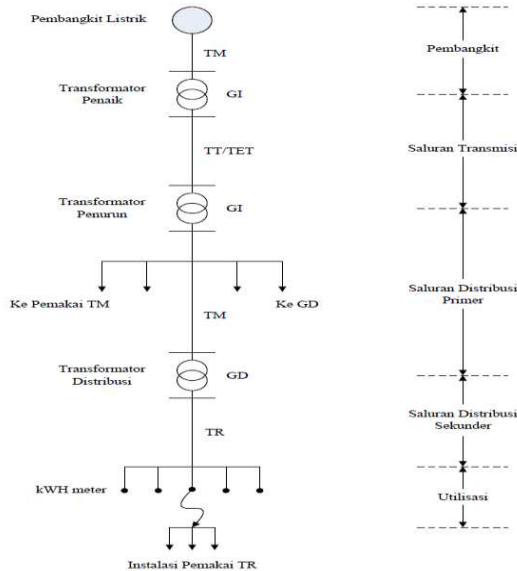 Pembangkit Listrik
TM
Pembangkit
Transformator
Penaik
GI
TT/TET
Saluran Transmisi
Transformator
Penurun
GI
Ke Pemakai TM
Ke GD
Saluran Distribusi
Primer
TM
Transformator
Distribusi
GD
Saluran Distribusi
Sekunder
TR
kWH meter
Utilisasi
Instalasi Pemakai TR